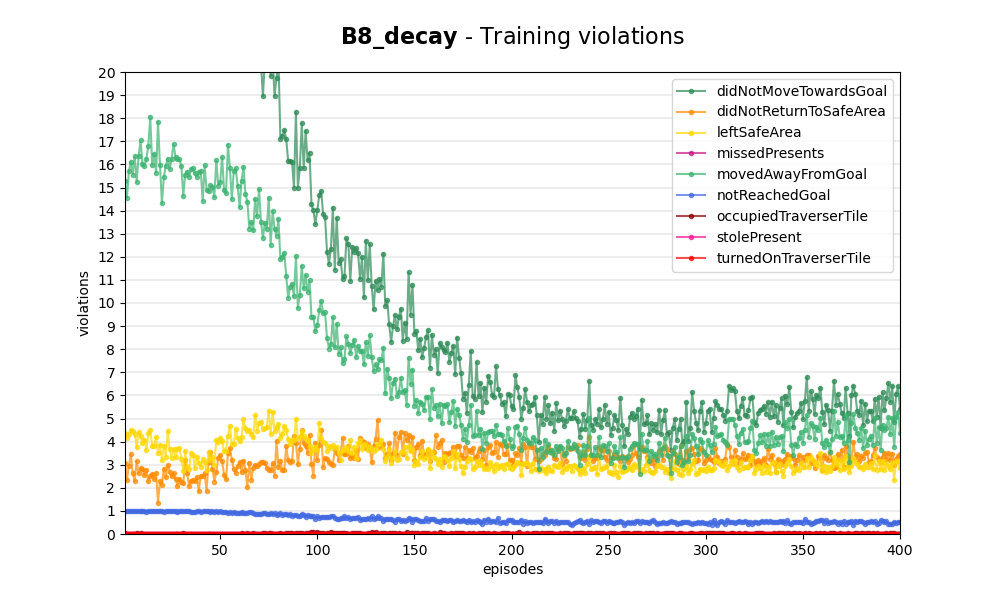 B8_decay - Training violations
20
19
18
17
16
15
14
13
12
11
10
9
8
7
6
5
4
3
2
1
0
violations
didNotMoveTowardsGoal
didNotReturnToSafeArea
leftSafeArea
missedPresents
movedAwayFromGoal
notReachedGoal
occupiedTraverserTile
stolePresent
turnedOnTraverserTile
50 100 150 200 250 300 350 400
episodes